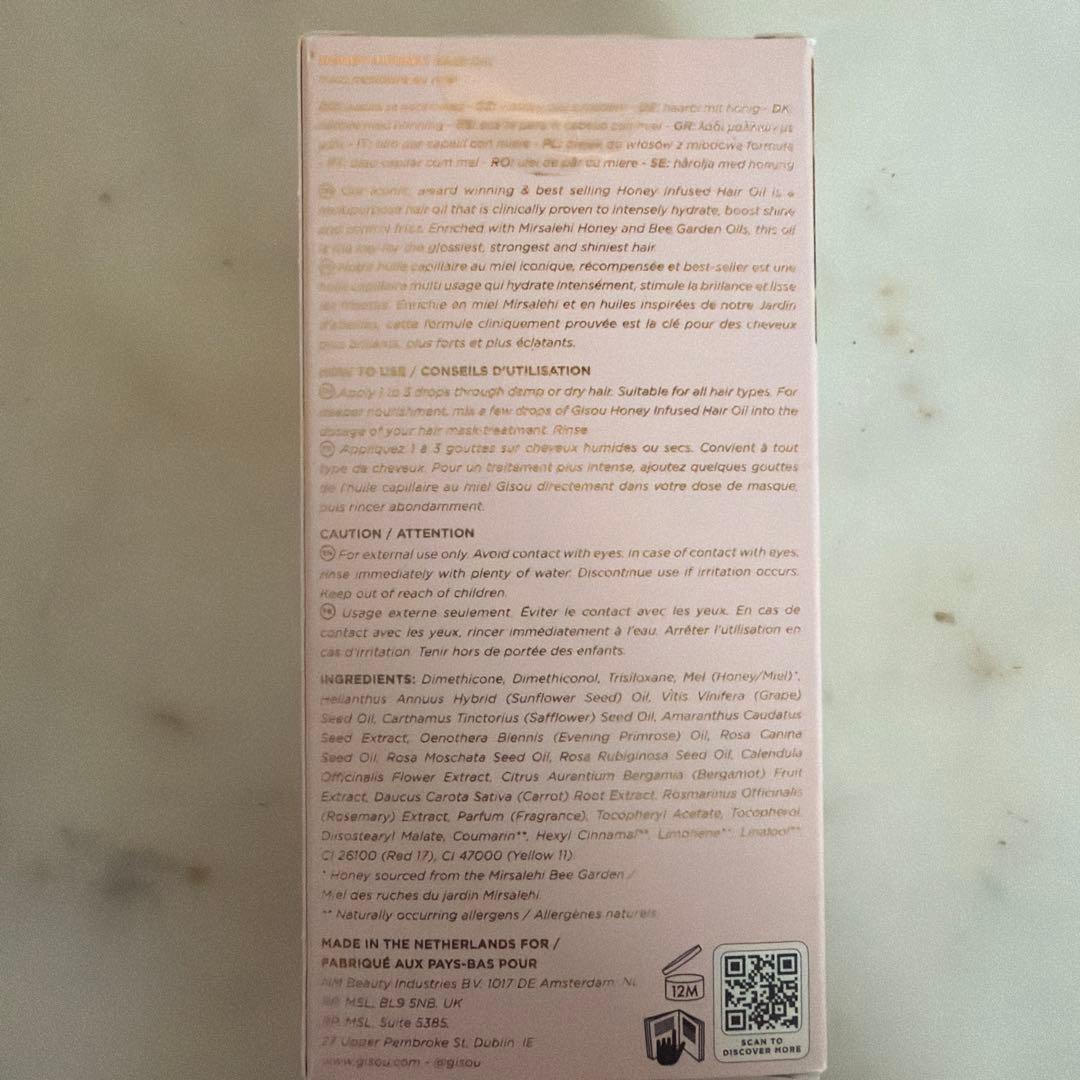 HONEY INFUSED HAIR OIL
haaröl mit honig - DK:
med honning - GR: λάδι μαλλιών με
IT: olio per capelli con miele - PL: olejek do włosów z miodową formułą
óleo capilar com mel - RO: ulei de păr cu miere - SE: hårolja med honung
EN Our iconic, award winning & best selling Honey Infused Hair Oil is a
multipurpose hair oil that is clinically proven to intensely hydrate, boost shine
and control frizz. Enriched with Mirsalehi Honey and Bee Garden Oils, this oil
is the key for the glossiest, strongest and shiniest hair.
FR Notre huile capillaire au miel iconique, récompensée et best-seller est une
huile capillaire multi usage qui hydrate intensément, stimule la brillance et lisse
les frisottis. Enrichie en miel Mirsalehi et en huiles inspirées de notre Jardin
d'abeilles, cette formule cliniquement prouvée est la clé pour des cheveux
plus brillants, plus forts et plus éclatants.
HOW TO USE / CONSEILS D'UTILISATION
EN Apply 1 to 3 drops through damp or dry hair. Suitable for all hair types. For
deeper nourishment, mix a few drops of Gisou Honey Infused Hair Oil into the
dosage of your hair mask treatment. Rinse
FR Appliquez 1 à 3 gouttes sur cheveux humides ou secs. Convient à tout
type de cheveux. Pour un traitement plus intense, ajoutez quelques gouttes
de l'huile capillaire au miel Gisou directement dans votre dose de masque,
puis rincer abondamment.
CAUTION / ATTENTION
EN For external use only. Avoid contact with eyes. In case of contact with eyes,
rinse immediately with plenty of water. Discontinue use if irritation occurs.
Keep out of reach of children.
FR Usage externe seulement. Éviter le contact avec les yeux. En cas de
contact avec les yeux, rincer immédiatement à l'eau. Arrêter l'utilisation en
cas d'irritation. Tenir hors de portée des enfants.
INGREDIENTS: Dimethicone, Dimethiconol, Trisiloxane, Mel (Honey/Miel)*,
Helianthus Annuus Hybrid (Sunflower Seed) Oil, Vitis Vinifera (Grape)
Seed Oil, Carthamus Tinctorius (Safflower) Seed Oil, Amaranthus Caudatus
Seed Extract, Oenothera Biennis (Evening Primrose) Oil, Rosa Canina
Seed Oil, Rosa Moschata Seed Oil, Rosa Rubiginosa Seed Oil, Calendula
Officinalis Flower Extract, Citrus Aurantium Bergamia (Bergamot) Fruit
Extract, Daucus Carota Sativa (Carrot) Root Extract, Rosmarinus Officinalis
(Rosemary) Extract, Parfum (Fragrance), Tocopheryl Acetate, Tocopherol,
Diisostearyl Malate, Coumarin**, Hexyl Cinnamal**, Limonene**, Linalool**,
CI 26100 (Red 17), CI 47000 (Yellow 11)
* Honey sourced from the Mirsalehi Bee Garden /
Miel des ruches du jardin Mirsalehi.
** Naturally occurring allergens / Allergènes naturels
MADE IN THE NETHERLANDS FOR /
FABRIQUÉ AUX PAYS-BAS POUR
NM Beauty Industries B.V. 1017 DE Amsterdam NL
RP MSL, BL9 5NB, UK
RP MSL, Suite 5385,
27 Upper Pembroke St. Dublin IE
www.gisou.com - @gisou
12M
SCAN TO
DISCOVER MORE